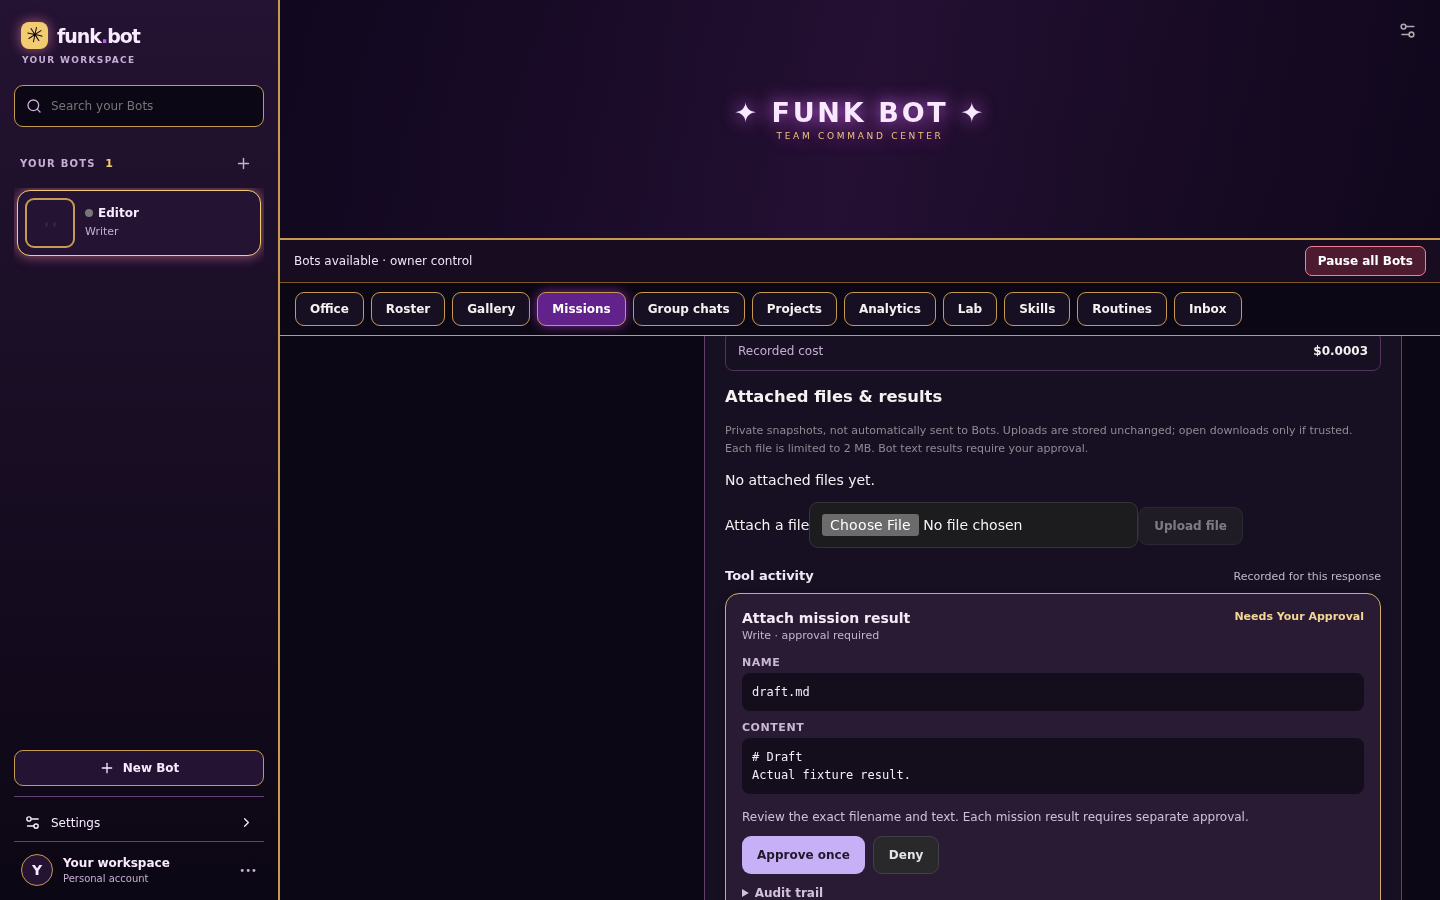 funk.bot
YOUR WORKSPACE
Search your Bots
YOUR BOTS 1
Editor
Writer
New Bot
Settings
Y
Your workspace
Personal account
✦ FUNK BOT ✦
TEAM COMMAND CENTER
Bots available · owner control
Pause all Bots
Office
Roster
Gallery
Missions
Group chats
Projects
Analytics
Lab
Skills
Routines
Inbox
Recorded cost
$0.0003
Attached files & results
Private snapshots, not automatically sent to Bots. Uploads are stored unchanged; open downloads only if trusted.
Each file is limited to 2 MB. Bot text results require your approval.
No attached files yet.
Attach a file
Choose File No file chosen
Upload file
Tool activity
Recorded for this response
Attach mission result
Needs Your Approval
Write · approval required
NAME
draft.md
CONTENT
# Draft
Actual fixture result.
Review the exact filename and text. Each mission result requires separate approval.
Approve once
Deny
Audit trail